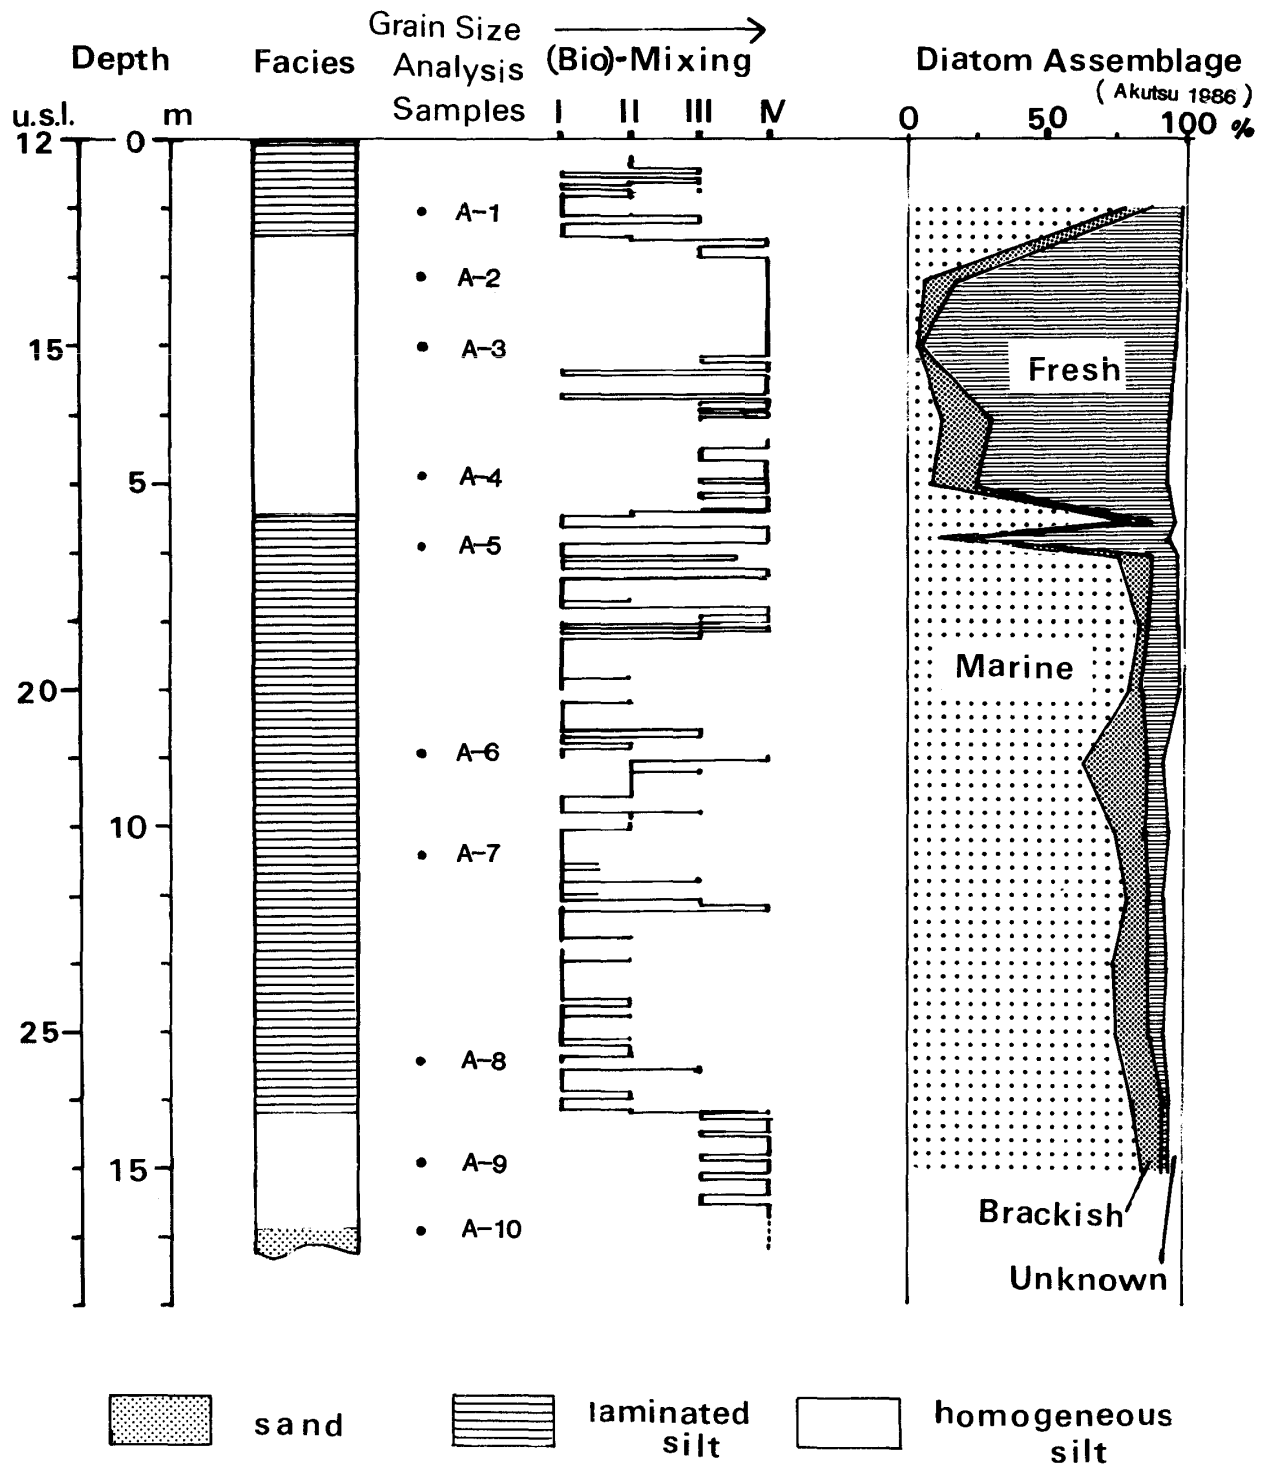 Grain Size
Analysis
Samples
Depth
Facies
(Bio)-Mixing
Diatom Assemblage
(Akutsu 1986)
u.s.l.
m
I
II
III
IV
0
50
100 %
12
0
A-1
A-2
15
A-3
Fresh
5
A-4
A-5
Marine
20
A-6
10
A-7
25
A-8
15
A-9
Brackish
A-10
Unknown
sand
laminated
silt
homogeneous
silt